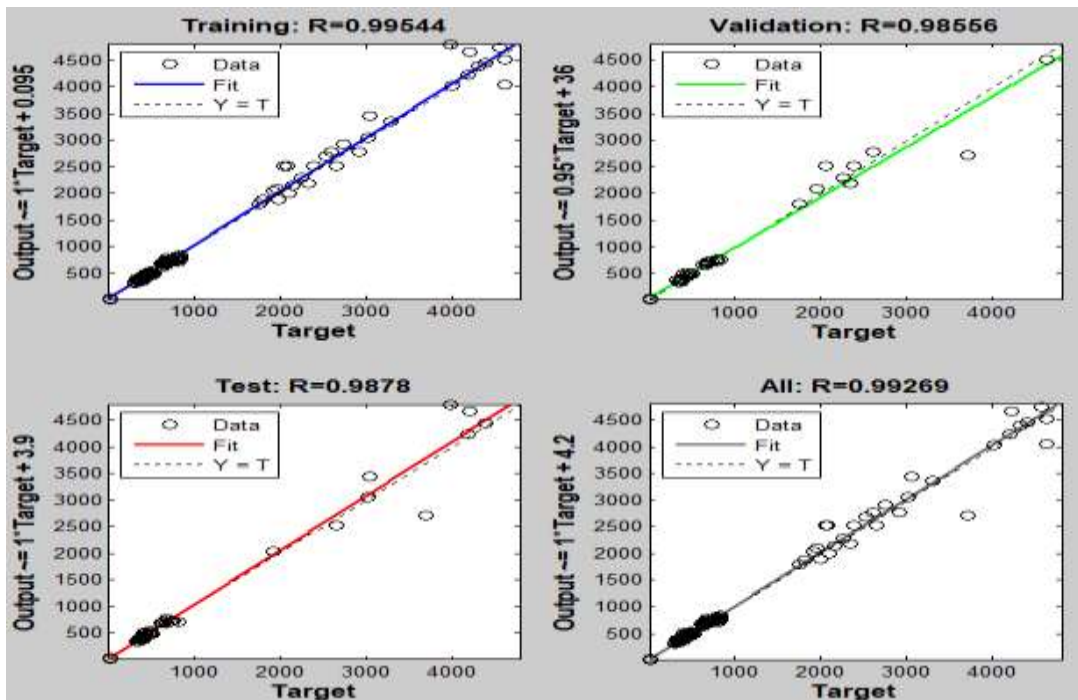 Training: R=0.99544
Output ~= 1*Target + 0.095
4500
4000
3500
3000
2500
2000
1500
1000
500
Data
Fit
Y = T
1000 2000 3000 4000
Target
Validation: R=0.98556
Output ~= 0.95*Target + 36
4500
4000
3500
3000
2500
2000
1500
1000
500
Data
Fit
Y = T
1000 2000 3000 4000
Target
Test: R=0.9878
Output ~= 1*Target + 3.9
4500
4000
3500
3000
2500
2000
1500
1000
500
Data
Fit
Y = T
1000 2000 3000 4000
Target
All: R=0.99269
Output ~= 1*Target + 4.2
4500
4000
3500
3000
2500
2000
1500
1000
500
Data
Fit
Y = T
1000 2000 3000 4000
Target